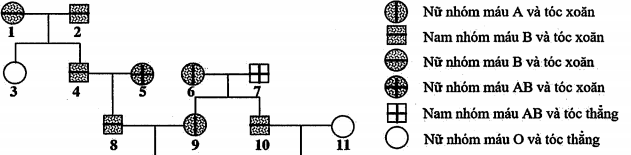 1 2
Nữ nhóm máu A và tóc xoăn
Nam nhóm máu B và tóc xoăn
3 4 5 6 7
Nữ nhóm máu B và tóc xoăn
Nữ nhóm máu AB và tóc xoăn
Nam nhóm máu AB và tóc thẳng
8 9 10 11
Nữ nhóm máu O và tóc thẳng